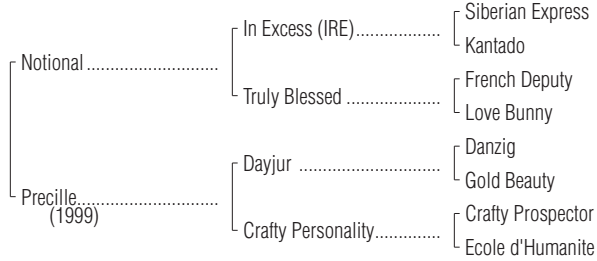 Siberian Express
In Excess (IRE)...................
Kantado
Notional .............................
French Deputy
Truly Blessed .....................
Love Bunny
Danzig
Dayjur ................................
Gold Beauty
Precille................................
(1999)
Crafty Prospector
Crafty Personality...............
Ecole d'Humanite